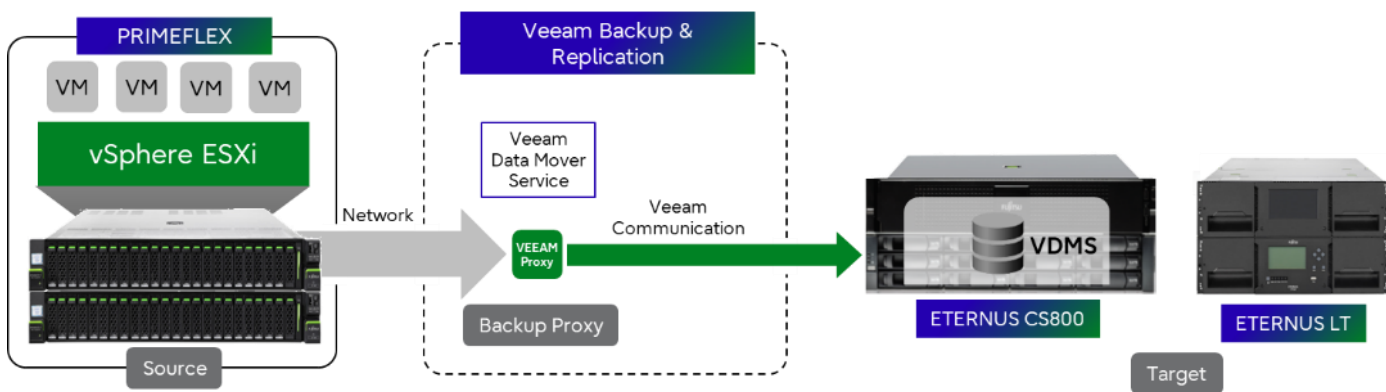 PRIMEFLEX
VM
VM
VM
VM
vSphere ESXi
Source
Network
Veeam Backup &
Replication
Veeam
Data Mover
Service
VEEAM
Proxy
Backup Proxy
Veeam
Communication
VDMS
ETERNUS CS800
ETERNUS LT
Target